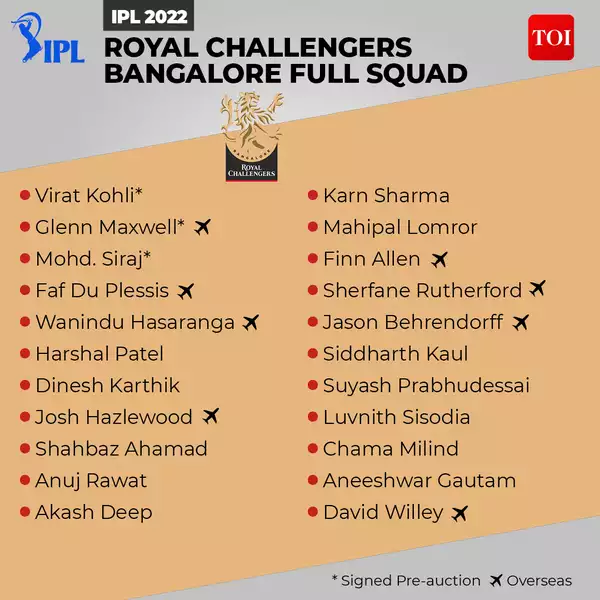 IPL 2022
IPL
ROYAL CHALLENGERS
BANGALORE FULL SQUAD
TOI
BANGALORE
ROYAL
CHALLENGERS
Virat Kohli*
Glenn Maxwell*
Mohd. Siraj*
Faf Du Plessis
Wanindu Hasaranga
Harshal Patel
Dinesh Karthik
Josh Hazlewood
Shahbaz Ahamad
Anuj Rawat
Akash Deep
Karn Sharma
Mahipal Lomror
Finn Allen
Sherfane Rutherford
Jason Behrendorff
Siddharth Kaul
Suyash Prabhudessai
Luvnith Sisodia
Chama Milind
Aneeshwar Gautam
David Willey
* Signed Pre-auction Overseas